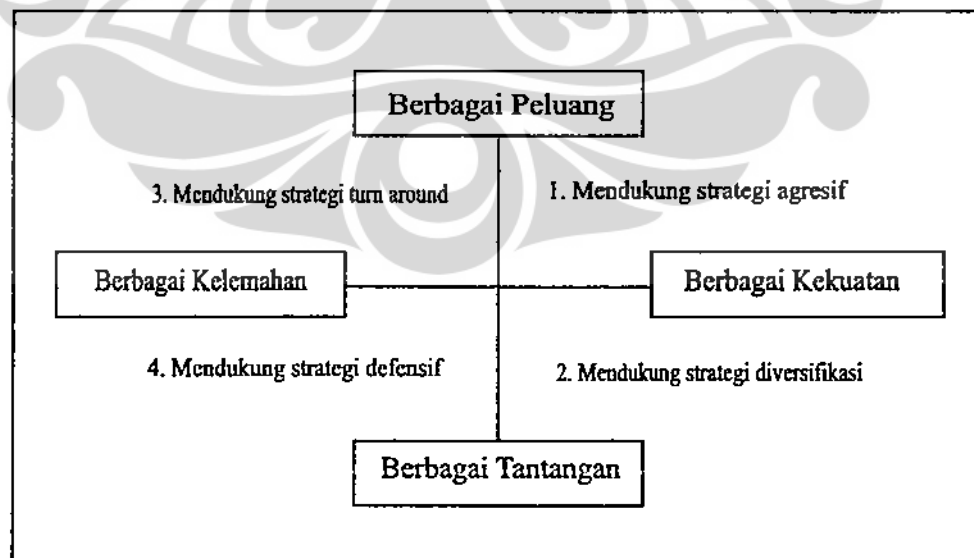 Berbagai Peluang
3. Mendukung strategi turn around
1. Mendukung strategi agresif
Berbagai Kelemahan
Berbagai Kekuatan
4. Mendukung strategi defensif
2. Mendukung strategi diversifikasi
Berbagai Tantangan